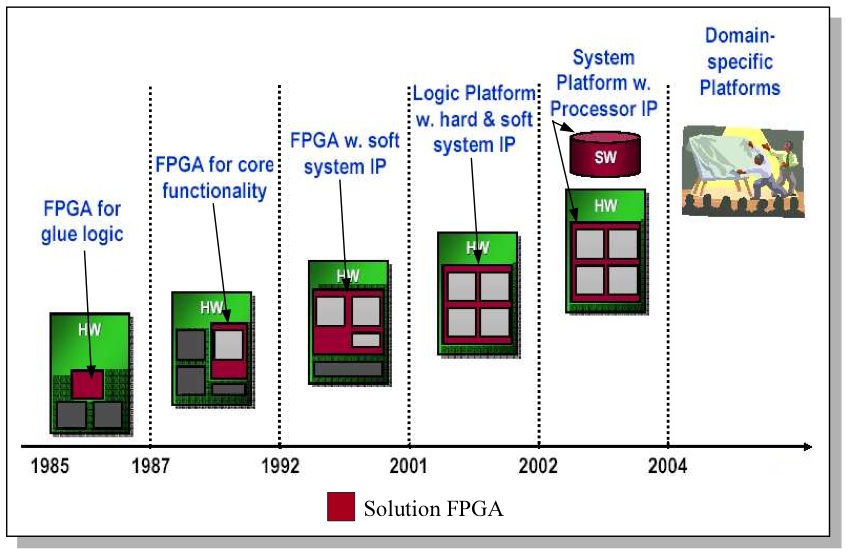 FPGA for
glue logic
HW
FPGA for core
functionality
HW
FPGA w. soft
system IP
HW
Logic Platform
w. hard & soft
system IP
HW
System
Platform w.
Processor IP
SW
HW
Domain-
specific
Platforms
1985
1987
1992
2001
2002
2004
Solution FPGA